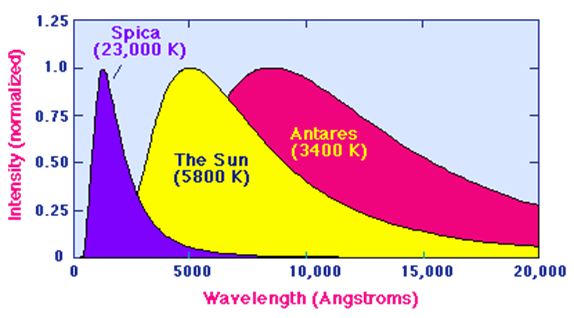 1.25
Spica
(23,000 K)
1.0
0.75
Antares
(3400 K)
The Sun
(5800 K)
0.50
0.25
0
Intensity (normalized)
0 5000 10,000 15,000 20,000
Wavelength (Angstroms)